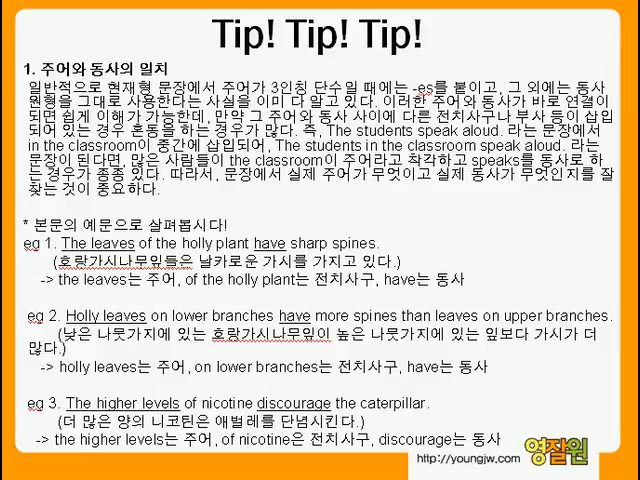 Tip! Tip! Tip!
1. 주어와 동사의 일치
일반적으로 현재형 문장에서 주어가 3인칭 단수일 때에는 -es를 붙이고, 그 외에는 동사
원형을 그대로 사용한다는 사실을 이미 다 알고 있다. 이러한 주어와 동사가 바로 연결이
되면 쉽게 이해가 가능한데, 만약 그 주어와 동사 사이에 다른 전치사구나 부사 등이 삽입
되어 있는 경우 혼동을 하는 경우가 많다. 즉, The students speak aloud. 라는 문장에서
in the classroom이 중간에 삽입되어, The students in the classroom speak aloud. 라는
문장이 된다면, 많은 사람들이 the classroom이 주어라고 착각하고 speaks를 동사로 하
는 경우가 종종 있다. 따라서, 문장에서 실제 주어가 무엇이고 실제 동사가 무엇인지를 잘
찾는 것이 중요하다.
* 본문의 예문으로 살펴봅시다!
eg 1. The leaves of the holly plant have sharp spines.
(호랑가시나무잎들은 날카로운 가시를 가지고 있다.)
-> the leaves는 주어, of the holly plant는 전치사구, have는 동사
eg 2. Holly leaves on lower branches have more spines than leaves on upper branches.
(낮은 나뭇가지에 있는 호랑가시나무잎이 높은 나뭇가지에 있는 잎보다 가시가 더
많다.)
-> holly leaves는 주어, on lower branches는 전치사구, have는 동사
eg 3. The higher levels of nicotine discourage the caterpillar.
(더 많은 양의 니코틴은 애벌레를 단념시킨다.)
-> the higher levels는 주어, of nicotine은 전치사구, discourage는 동사
http://youngjw.com 영잘원